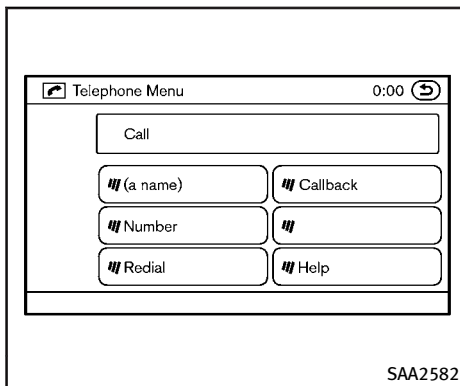 Telephone Menu 0:00
Call
(a name) Callback
Number
Redial Help
SAA2582